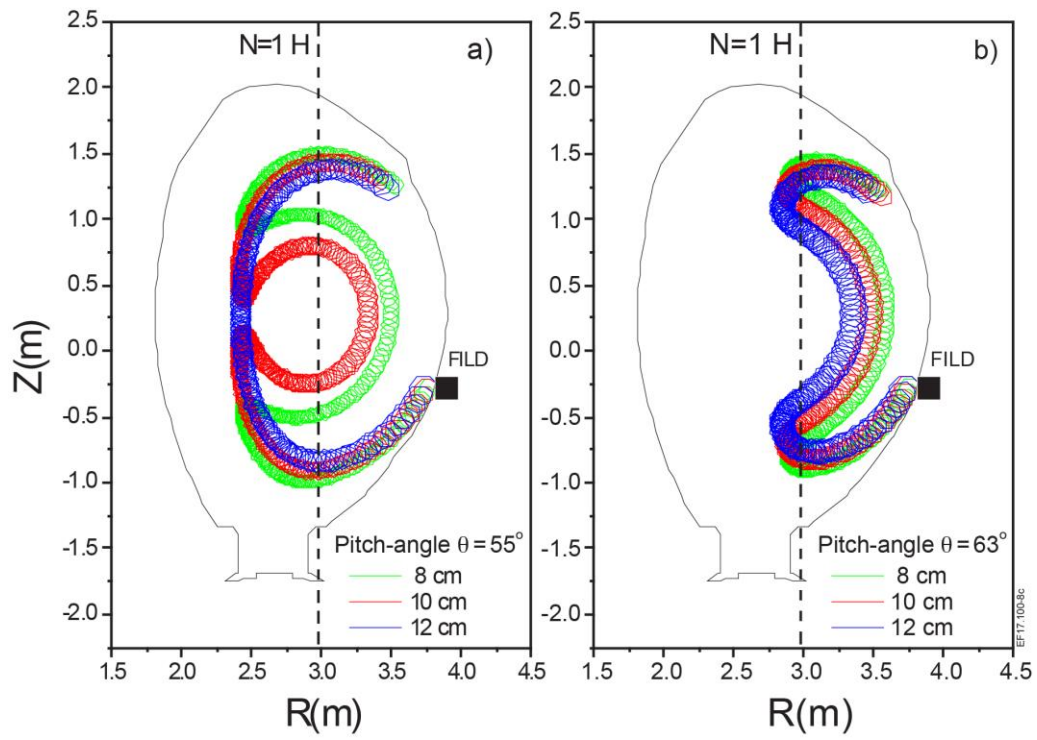 N=1 H
a)
2.5
2.0
1.5
1.0
0.5
0.0
-0.5
-1.0
-1.5
-2.0
Z(m)
FILD
Pitch-angle θ = 55°
8 cm
10 cm
12 cm
1.5 2.0 2.5 3.0 3.5 4.0 4.5
R(m)
N=1 H
b)
2.5
2.0
1.5
1.0
0.5
0.0
-0.5
-1.0
-1.5
-2.0
FILD
Pitch-angle θ = 63°
8 cm
10 cm
12 cm
1.5 2.0 2.5 3.0 3.5 4.0 4.5
R(m)
EF17.100-8c